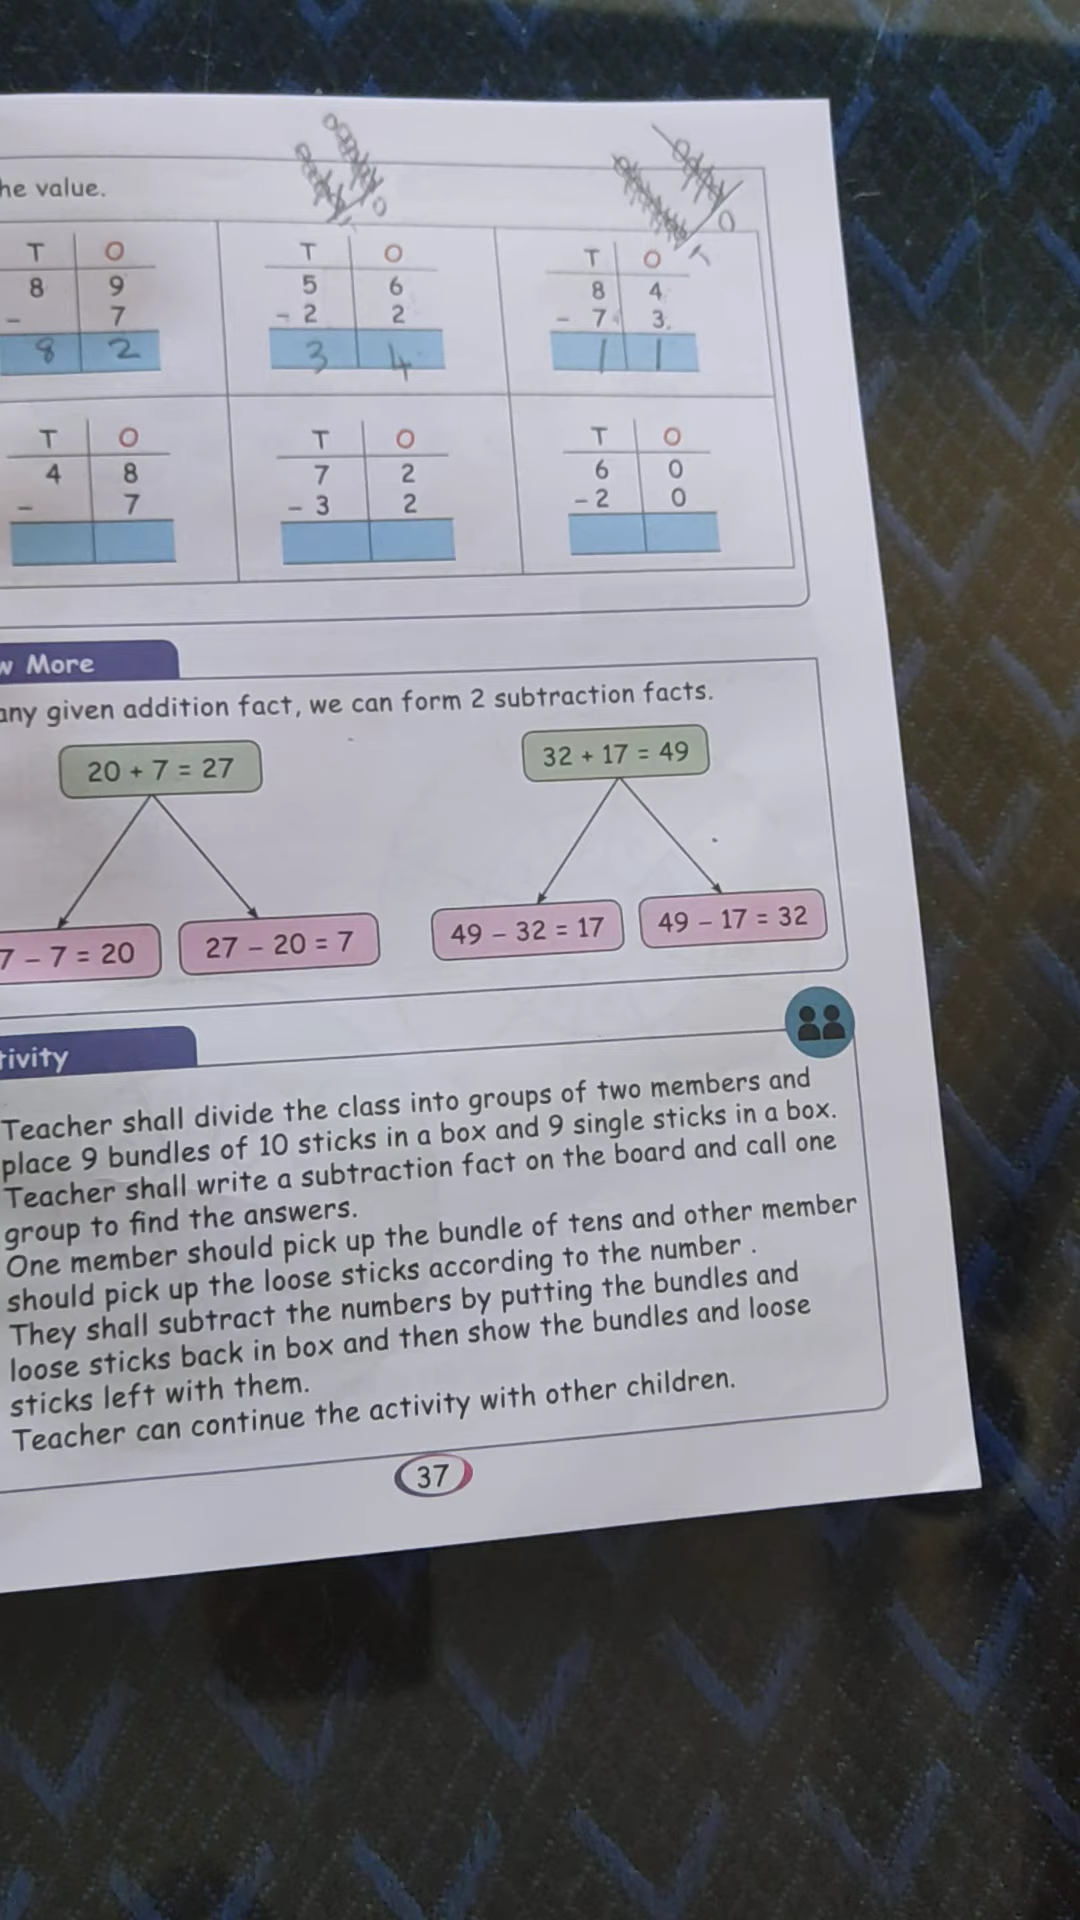 he value.
T O T O T O
8 9 5 6 8 4
- 7 - 2 2 - 7 3
8 2 3 4 1 1
T O T O T O
4 8 7 2 6 0
- 7 - 3 2 - 2 0
w More
any given addition fact, we can form 2 subtraction facts.
20 + 7 = 27 32 + 17 = 49
7 – 7 = 20 27 – 20 = 7 49 – 32 = 17 49 – 17 = 32
tivity
Teacher shall divide the class into groups of two members and
place 9 bundles of 10 sticks in a box and 9 single sticks in a box.
Teacher shall write a subtraction fact on the board and call one
group to find the answers.
One member should pick up the bundle of tens and other member
should pick up the loose sticks according to the number .
They shall subtract the numbers by putting the bundles and
loose sticks back in box and then show the bundles and loose
sticks left with them.
Teacher can continue the activity with other children.
37